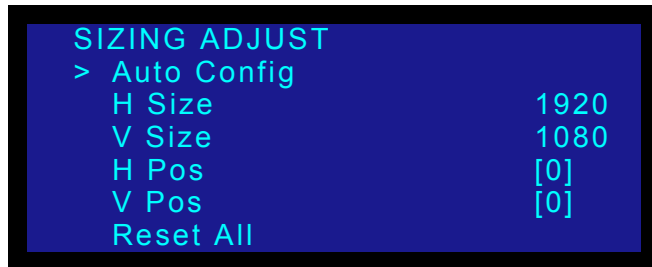 SIZING ADJUST
> Auto Config
H Size 1920
V Size 1080
H Pos [0]
V Pos [0]
Reset All